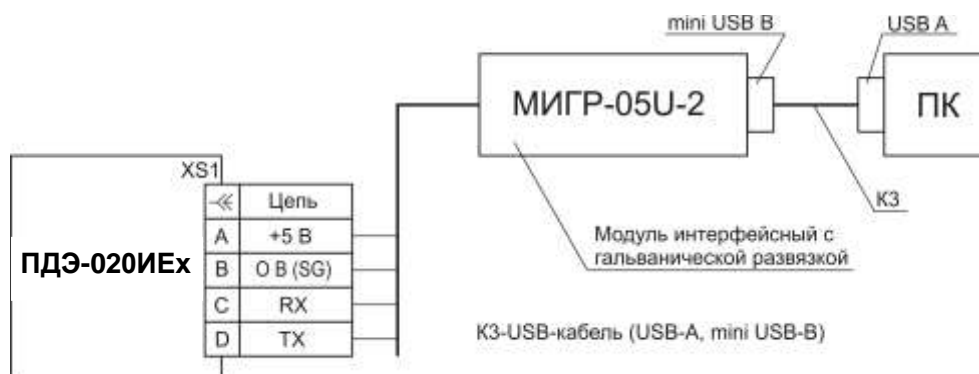 mini USB B
USB A
МИГР-05U-2
ПК
XS1
Цепь
A +5 В
ПДЭ-020ИЕх
B О В (SG)
C RX
D TX
К3
Модуль интерфейсный с
гальванической развязкой
К3-USB-кабель (USB-A, mini USB-B)